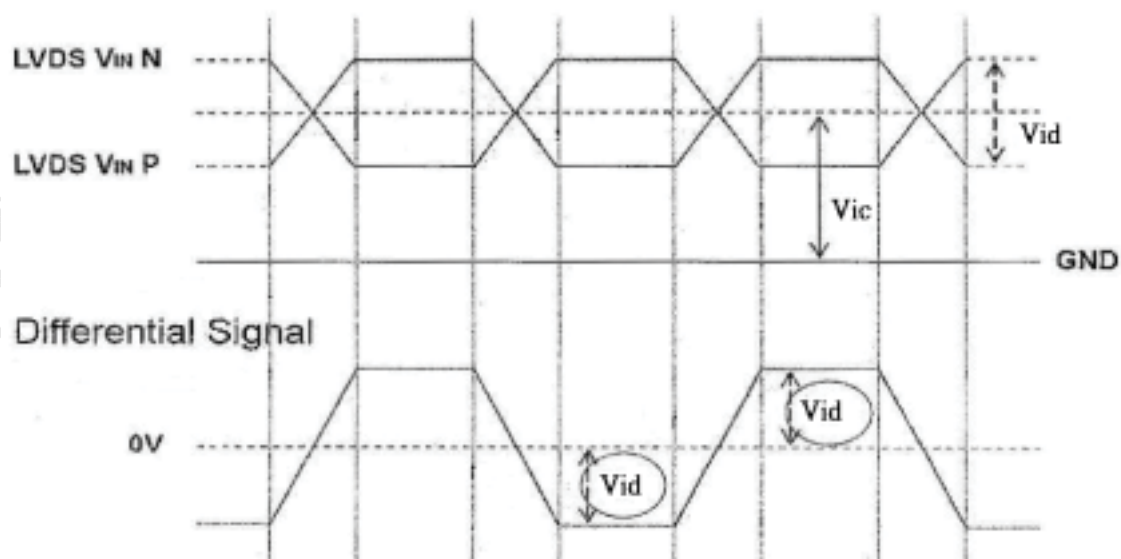 LVDS VIN N
Vid
LVDS VIN P
Vic
GND
Differential Signal
Vid
0V
Vid